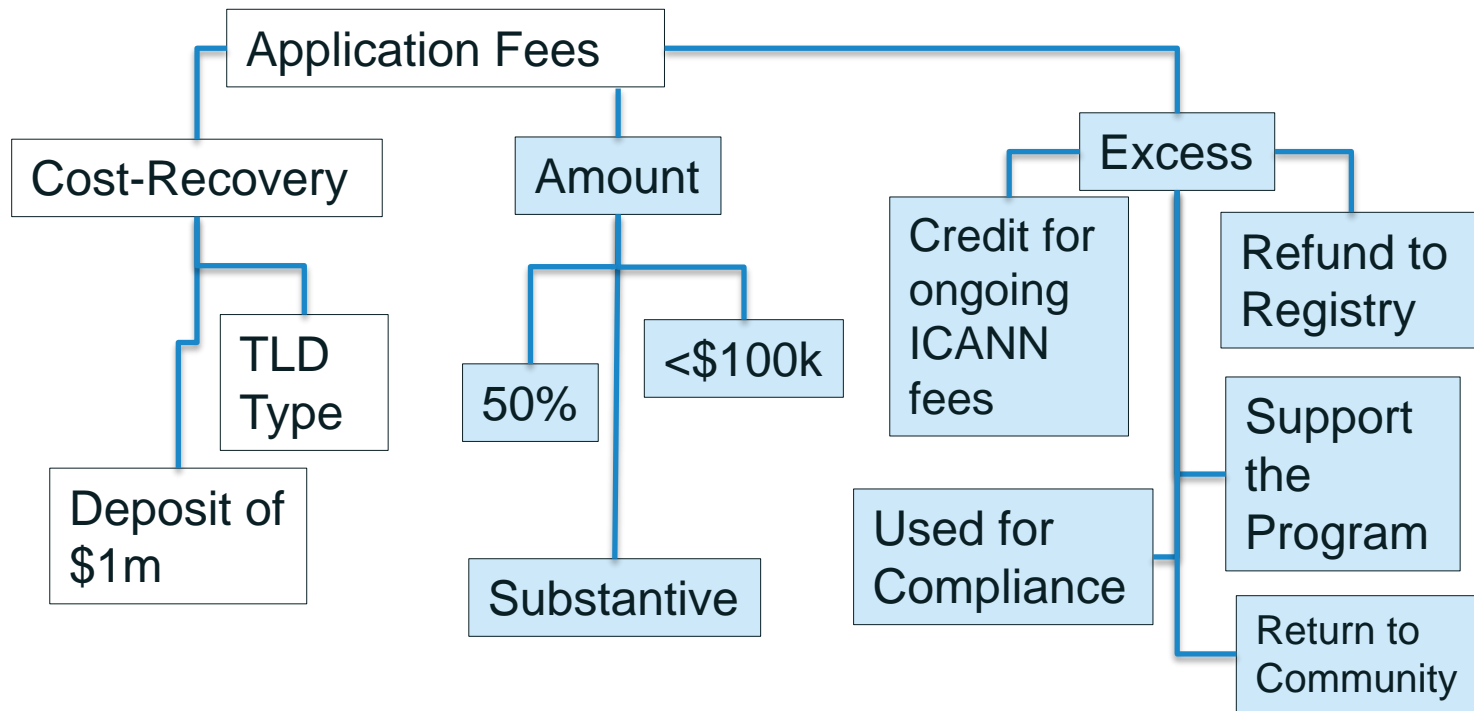 Application Fees
Cost-Recovery
Amount
Excess
TLD
Type
Deposit of
$1m
50%
<$100k
Substantive
Credit for
ongoing
ICANN
fees
Refund to
Registry
Support
the
Program
Used for
Compliance
Return to
Community